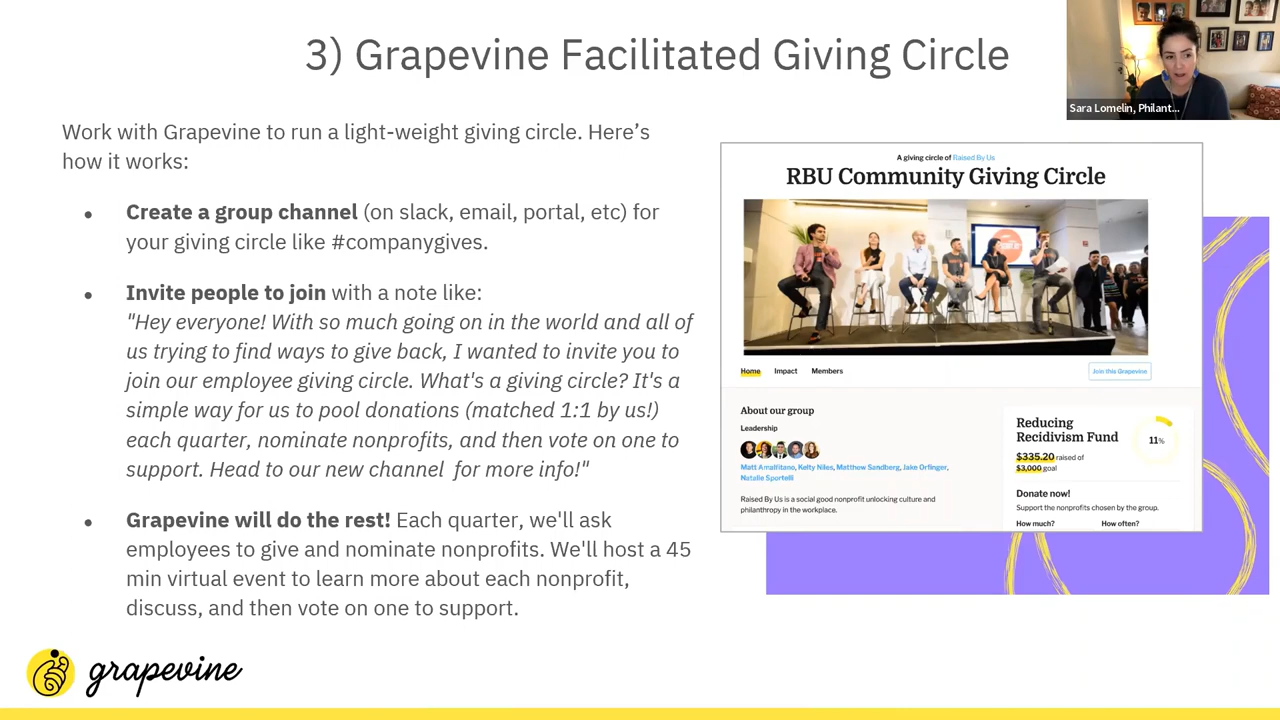 3) Grapevine Facilitated Giving Circle
Sara Lomelin, Philant...
Work with Grapevine to run a light-weight giving circle. Here’s
how it works:
● Create a group channel (on slack, email, portal, etc) for
your giving circle like #companygives.
● Invite people to join with a note like:
"Hey everyone! With so much going on in the world and all of
us trying to find ways to give back, I wanted to invite you to
join our employee giving circle. What's a giving circle? It's a
simple way for us to pool donations (matched 1:1 by us!)
each quarter, nominate nonprofits, and then vote on one to
support. Head to our new channel  for more info!"
● Grapevine will do the rest! Each quarter, we'll ask
employees to give and nominate nonprofits. We'll host a 45
min virtual event to learn more about each nonprofit,
discuss, and then vote on one to support.
A giving circle of Raised By Us
RBU Community Giving Circle
Home Impact Members
Join this Grapevine
About our group
Leadership
Matt Amalfitano, Kelty Niles, Matthew Sandberg, Jake Orfinger,
Natalie Sportelli
Raised By Us is a social good nonprofit unlocking culture and
philanthropy in the workplace.
Reducing
Recidivism Fund
11%
$335.20 raised of
$3,000 goal
Donate now!
Support the nonprofits chosen by the group.
How much? How often?
grapevine